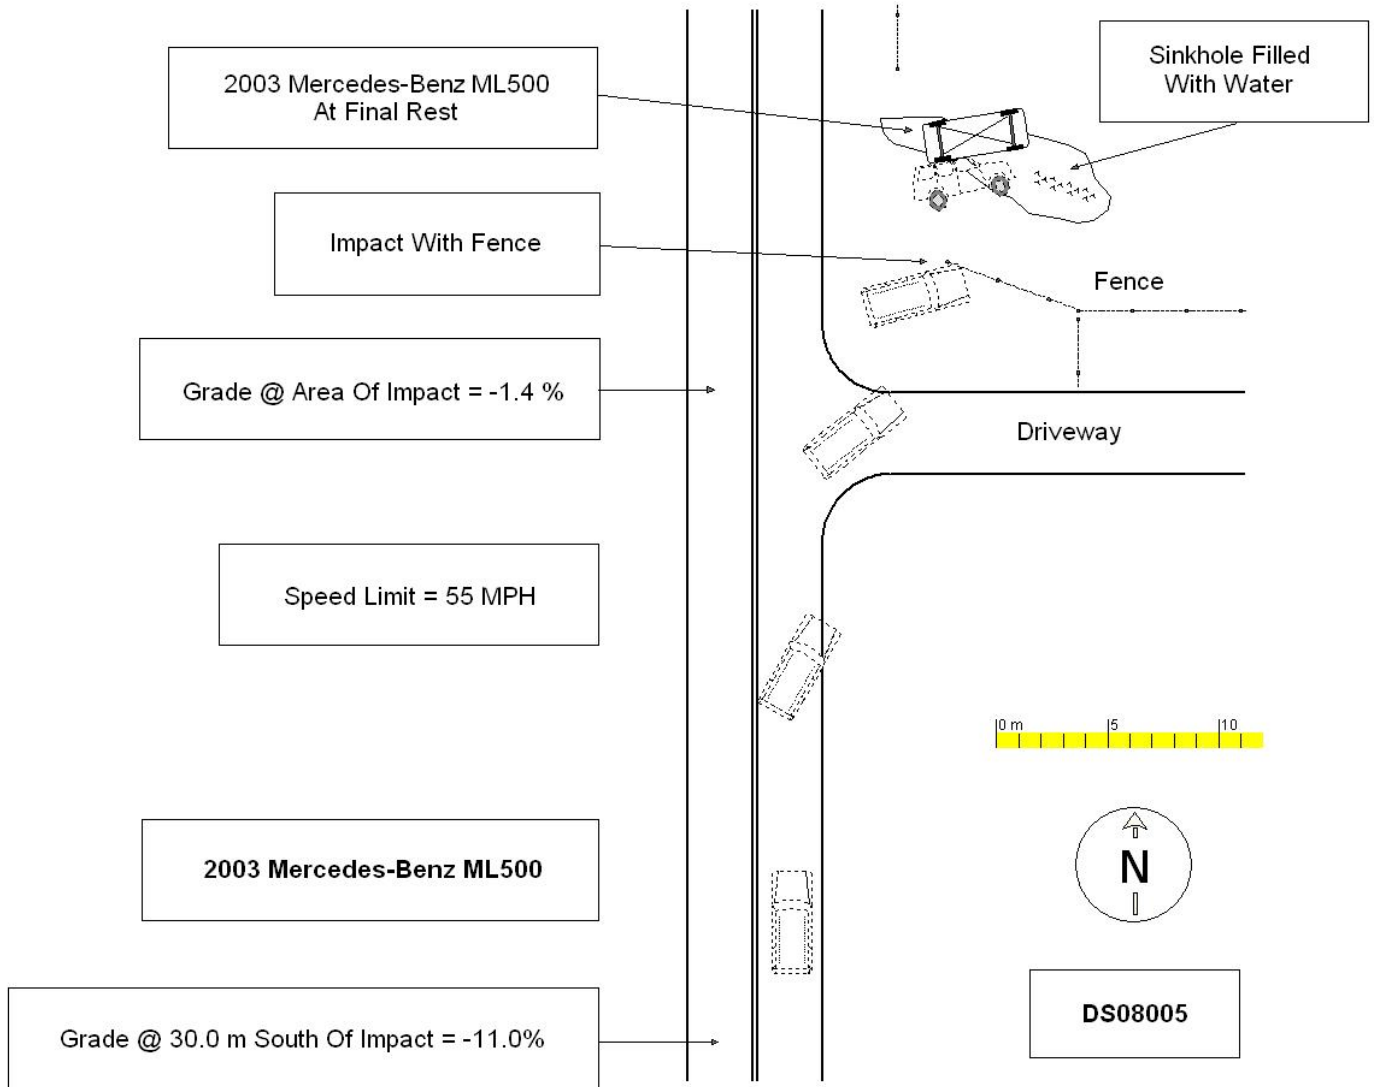 2003 Mercedes-Benz ML500
At Final Rest
Sinkhole Filled
With Water
Impact With Fence
Fence
Grade @ Area Of Impact = -1.4 %
Driveway
Speed Limit = 55 MPH
0 m 5 10
2003 Mercedes-Benz ML500
N
DS08005
Grade @ 30.0 m South Of Impact = -11.0%